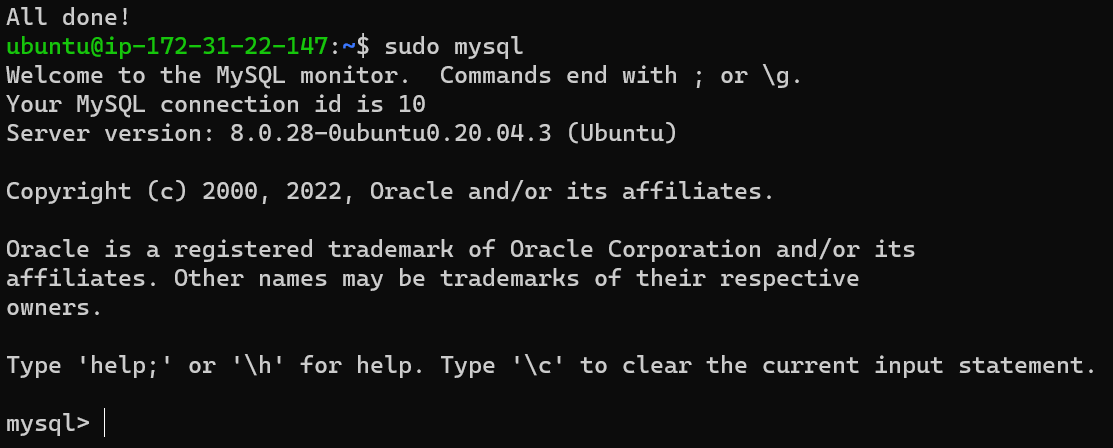 All done!
ubuntu@ip-172-31-22-147:~$ sudo mysql
Welcome to the MySQL monitor.  Commands end with ; or \g.
Your MySQL connection id is 10
Server version: 8.0.28-0ubuntu0.20.04.3 (Ubuntu)
Copyright (c) 2000, 2022, Oracle and/or its affiliates.
Oracle is a registered trademark of Oracle Corporation and/or its
affiliates. Other names may be trademarks of their respective
owners.
Type 'help;' or '\h' for help. Type '\c' to clear the current input statement.
mysql>